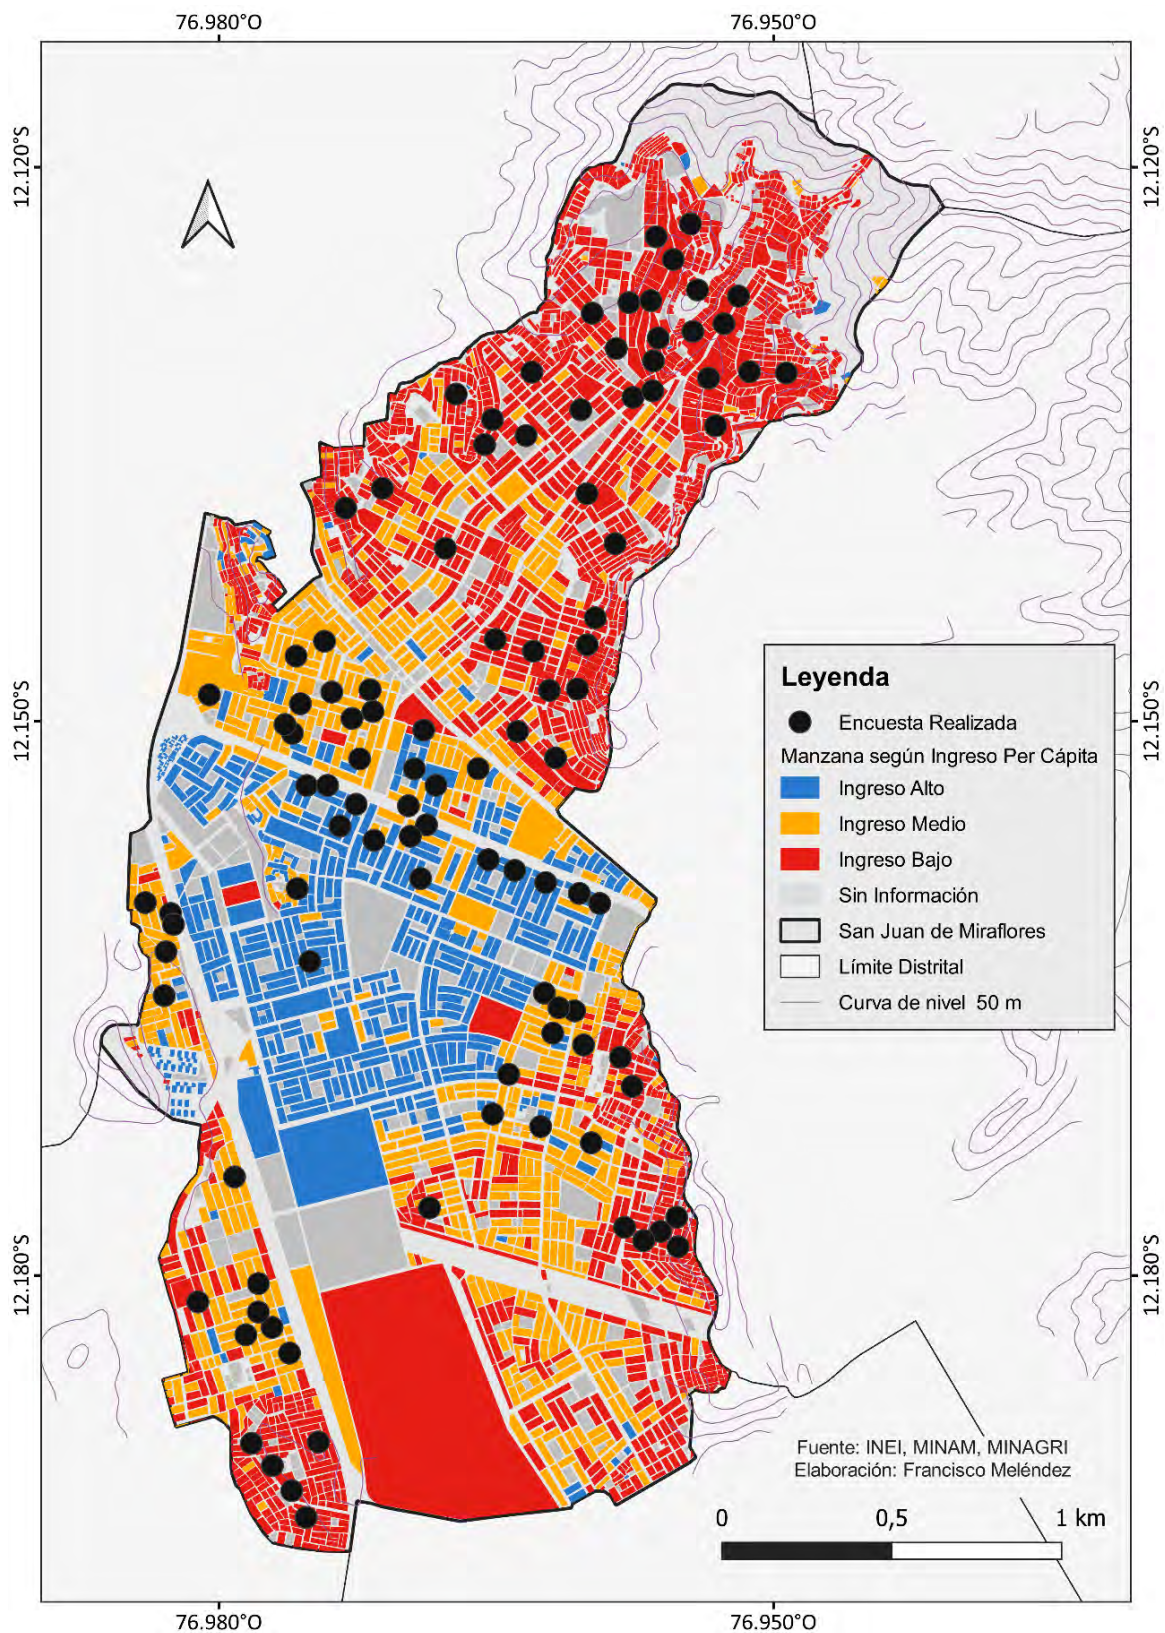 76.980°O
76.950°O
12.120°S
12.120°S
12.150°S
12.150°S
Leyenda
Encuesta Realizada
Manzana según Ingreso Per Cápita
Ingreso Alto
Ingreso Medio
Ingreso Bajo
Sin Información
San Juan de Miraflores
Límite Distrital
Curva de nivel 50 m
12.180°S
12.180°S
Fuente: INEI, MINAM, MINAGRI
Elaboración: Francisco Meléndez
0
0,5
1 km
76.980°O
76.950°O